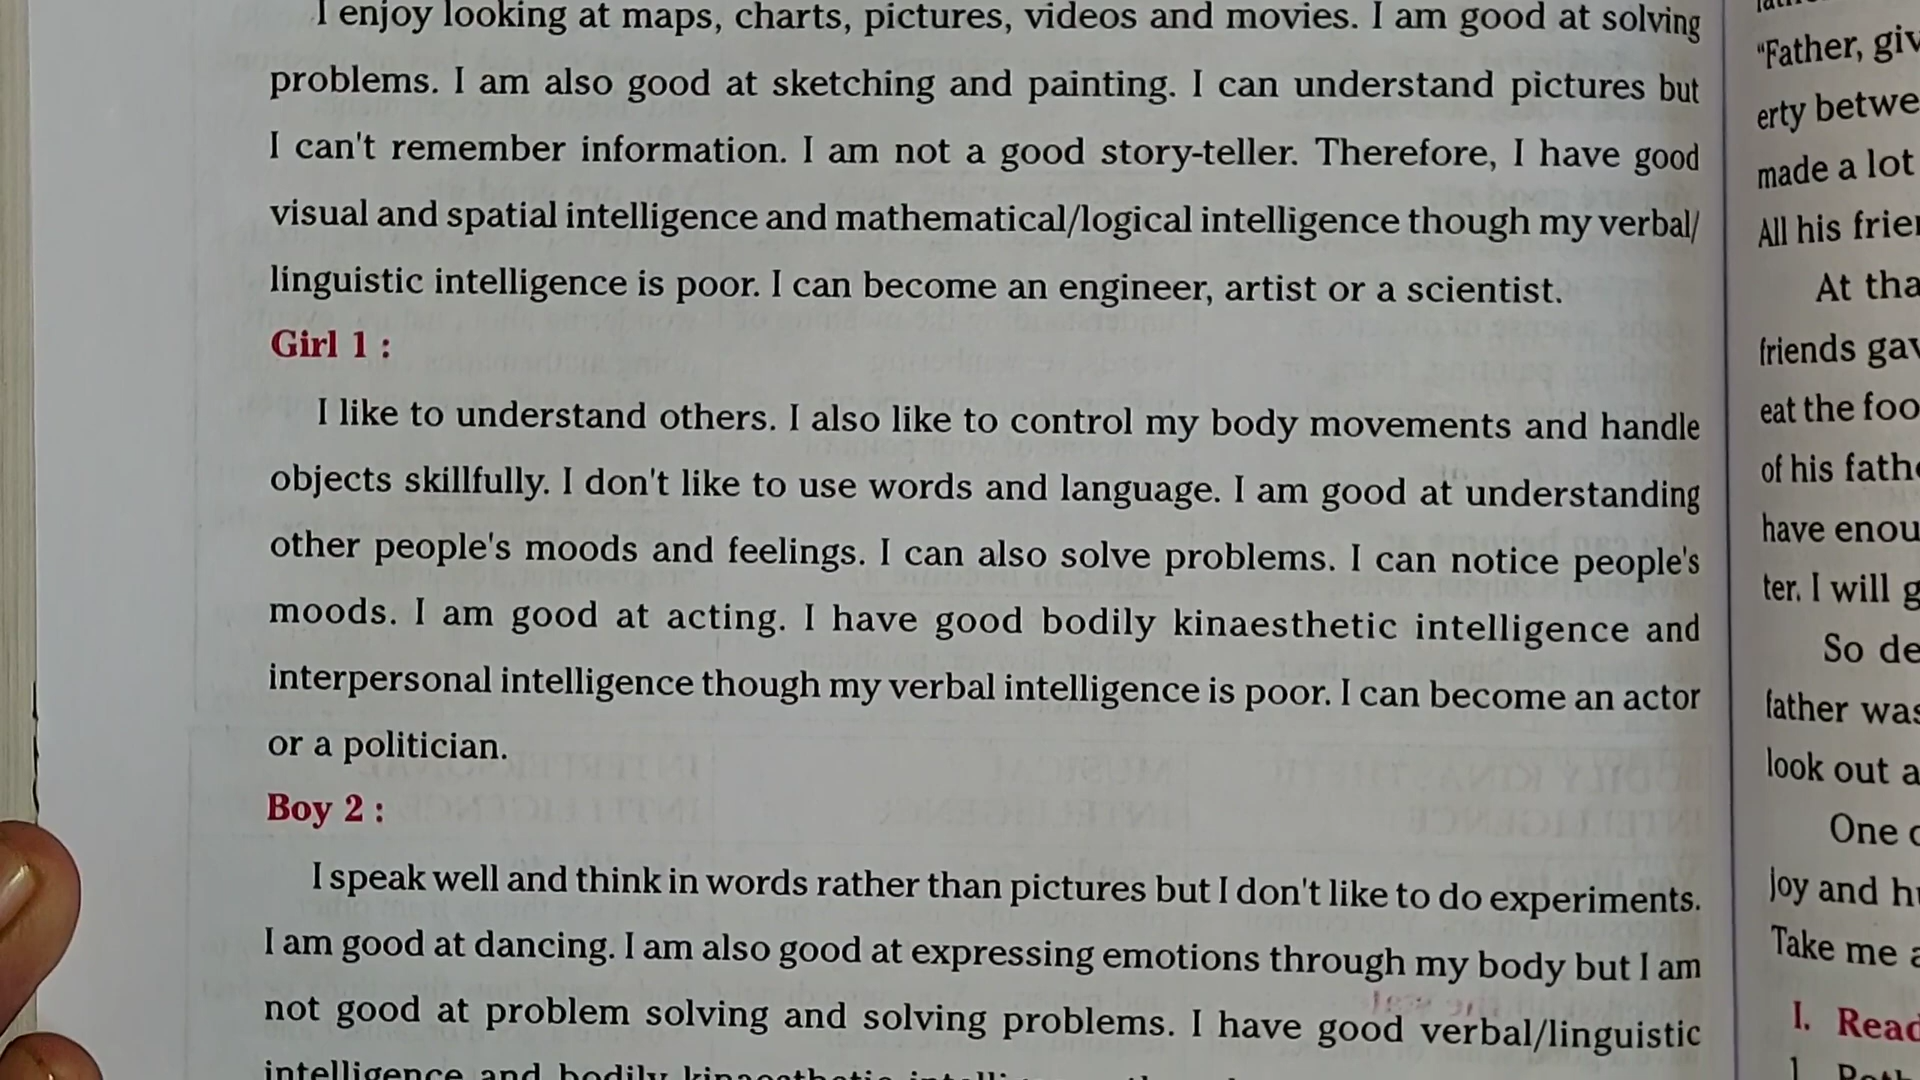 I enjoy looking at maps, charts, pictures, videos and movies. I am good at solving
problems. I am also good at sketching and painting. I can understand pictures but
I can't remember information. I am not a good story-teller. Therefore, I have good
visual and spatial intelligence and mathematical/logical intelligence though my verbal/
linguistic intelligence is poor. I can become an engineer, artist or a scientist.
Girl 1 :
I like to understand others. I also like to control my body movements and handle
objects skillfully. I don't like to use words and language. I am good at understanding
other people's moods and feelings. I can also solve problems. I can notice people's
moods. I am good at acting. I have good bodily kinaesthetic intelligence and
interpersonal intelligence though my verbal intelligence is poor. I can become an actor
or a politician.
Boy 2 :
I speak well and think in words rather than pictures but I don't like to do experiments.
I am good at dancing. I am also good at expressing emotions through my body but I am
not good at problem solving and solving problems. I have good verbal/linguistic
intelligence and bodily kinaesthetic
"Father, giv
erty betwe
made a lot
All his frie
At tha
friends gav
eat the foo
of his fath
have enou
ter. I will g
So de
father was
look out a
One
joy and h
Take me a
I. Read
1.